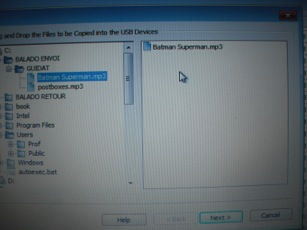 g and Drop the Files to be Copied into the USB Devices
C:
BALADO ENVOI
GUIDAT
Batman Superman.mp3
postboxes.mp3
BALADO RETOUR
book
Intel
Program Files
Users
Prof
Public
Windows
autoexec.bat
D:
Batman Superman.mp3
Help
< Back
Next >
Cancel